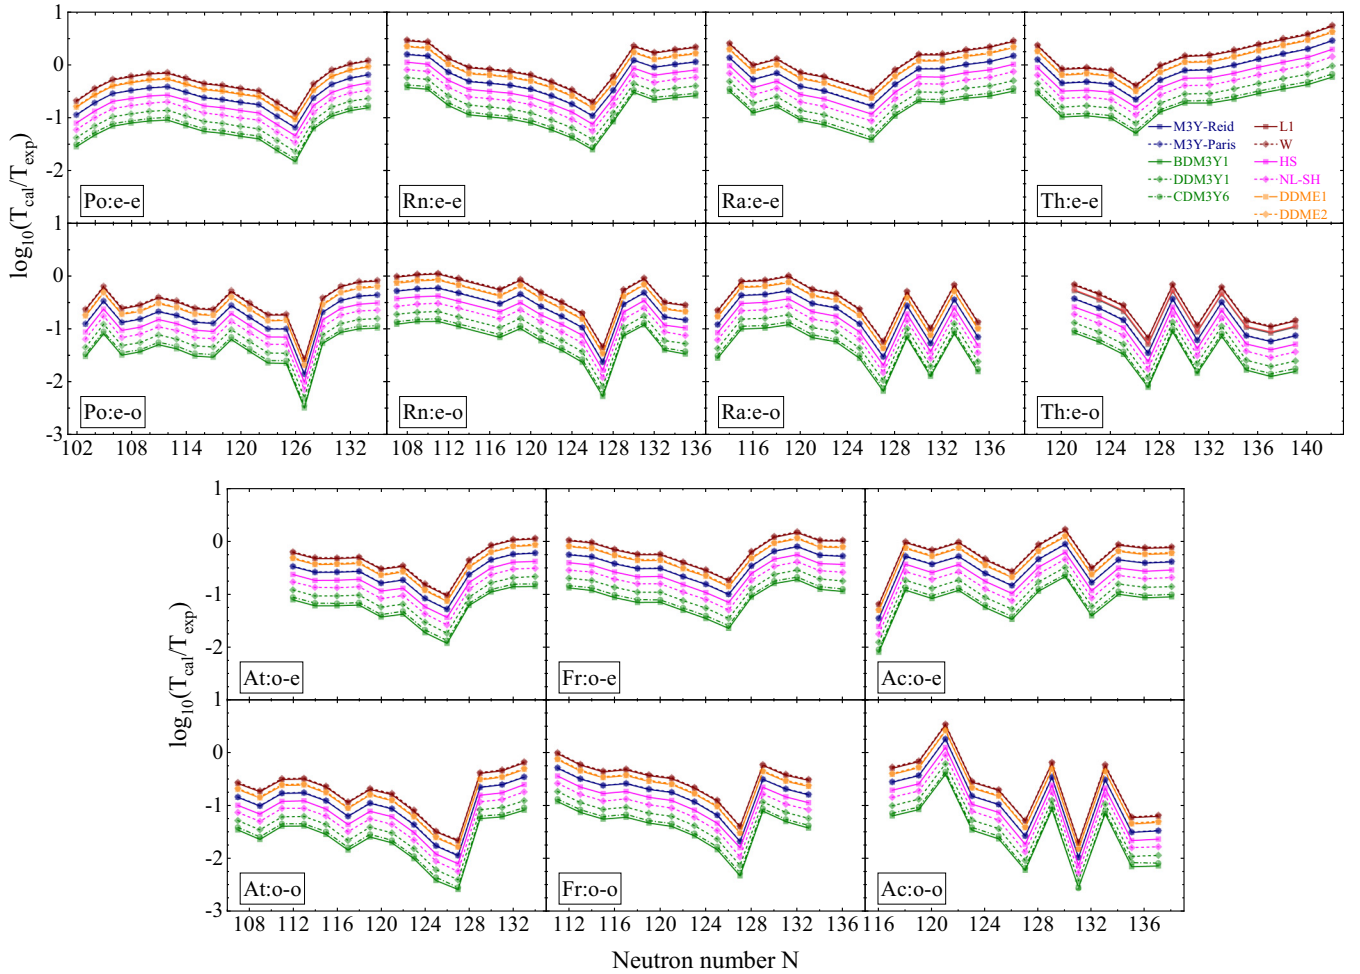 1
0
-1
-2
1
0
-1
-2
-3
log10(Tcal/Texp)
Po:e-e
Rn:e-e
Ra:e-e
Th:e-e
M3Y-Reid
M3Y-Paris
BDM3Y1
DDM3Y1
CDM3Y6
L1
W
HS
NL-SH
DDME1
DDME2
Po:e-o
Rn:e-o
Ra:e-o
Th:e-o
102 108 114 120 126 132
108 112 116 120 124 128 132 136
112 116 120 124 128 132 136
120 124 128 132 136 140
1
0
-1
-2
1
0
-1
-2
-3
log10(Tcal/Texp)
At:o-e
Fr:o-e
Ac:o-e
At:o-o
Fr:o-o
Ac:o-o
108 112 116 120 124 128 132
112 116 120 124 128 132 136
116 120 124 128 132 136
Neutron number N